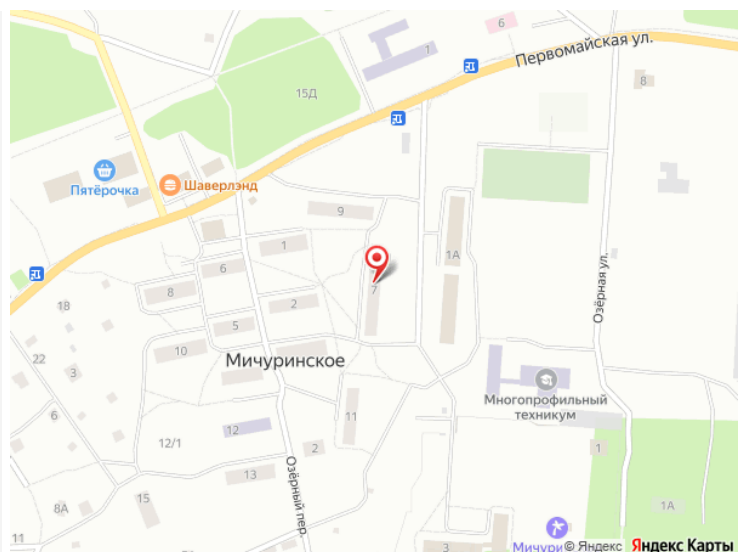 6
1
Первомайская ул.
8
15Д
Пятёрочка
Шаверлэнд
9
1
1А
6
7
8
2
18
5
10
22
3
Мичуринское
Озёрная ул.
Многопрофильный
техникум
6
11
12
12/1
2
1
13
Озёрный пер.
15
8А
1А
11
3
Мичури
© Яндекс Яндекс Карты